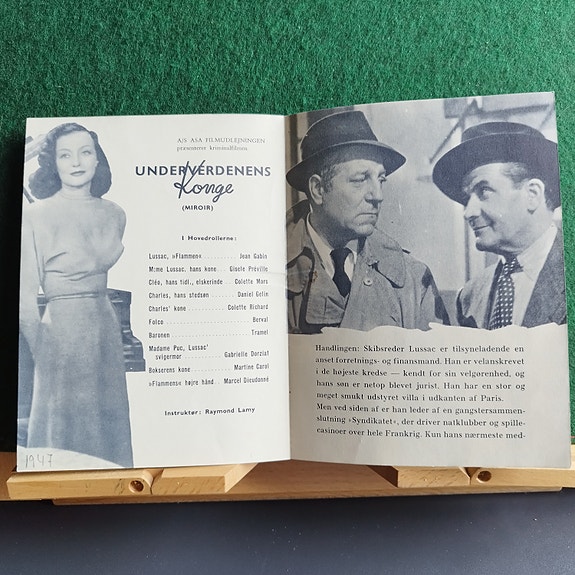 A/S ASA FILMUDLEJNINGEN
præsenterer kriminalfilmen
UNDERVERDENENS
Konge
(MIROIR)
I Hovedrollerne:
Lussac, »Flammen« . . . . . . . . . . Jean Gabin
M:me Lussac, hans kone . . Gisele Préville
Cléo, hans tidl. elskerinde . Colette Mars
Charles, hans stedsøn . . . . . . Daniel Gelin
Charles' kone . . . . . . . . . . Colette Richard
Folco . . . . . . . . . . . . . . . . . . . . . . . . Berval
Baronen . . . . . . . . . . . . . . . . . . . . . Tramel
Madame Puc, Lussac'
svigermor . . . . . . . . . . Gabrielle Dorziat
Bokserens kone . . . . . . . . . . Martine Carol
»Flammens« højre hånd . . Marcel Dieudonné
Instruktør: Raymond Lamy
1947
Handlingen: Skibsreder Lussac er tilsyneladende en
anset forretnings- og finansmand. Han er velanskrevet
i de højeste kredse — kendt for sin velgørenhed, og
hans søn er netop blevet jurist. Han har en stor og
meget smukt udstyret villa i udkanten af Paris.
Men ved siden af er han leder af en gangstersammen-
slutning »Syndikatet«, der driver natklubber og spille-
casinoer over hele Frankrig. Kun hans nærmeste med-